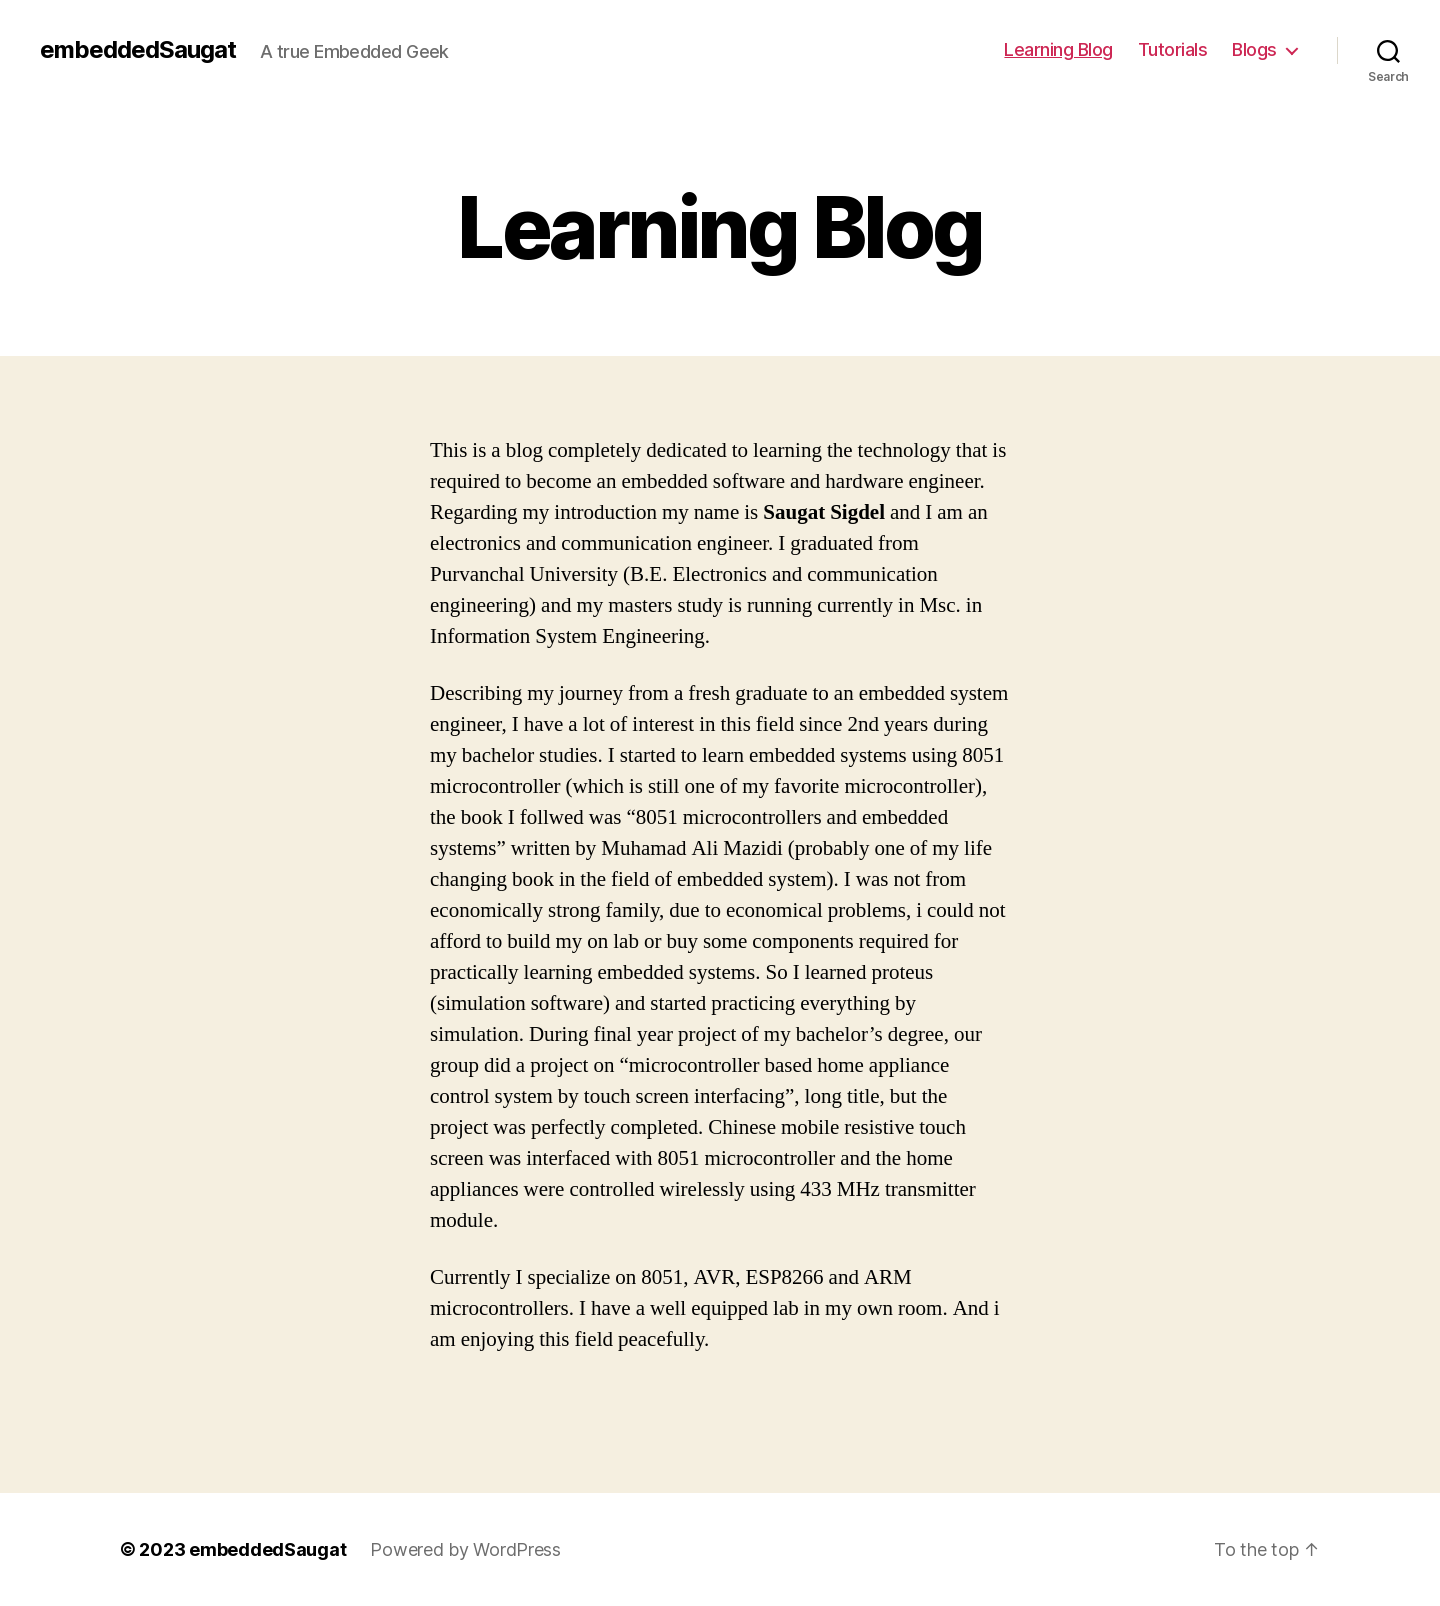 embeddedSaugat
A true Embedded Geek
Learning Blog
Tutorials
Blogs
Search
Learning Blog
This is a blog completely dedicated to learning the technology that is
required to become an embedded software and hardware engineer.
Regarding my introduction my name is Saugat Sigdel and I am an
electronics and communication engineer. I graduated from
Purvanchal University (B.E. Electronics and communication
engineering) and my masters study is running currently in Msc. in
Information System Engineering.
Describing my journey from a fresh graduate to an embedded system
engineer, I have a lot of interest in this field since 2nd years during
my bachelor studies. I started to learn embedded systems using 8051
microcontroller (which is still one of my favorite microcontroller),
the book I follwed was “8051 microcontrollers and embedded
systems” written by Muhamad Ali Mazidi (probably one of my life
changing book in the field of embedded system). I was not from
economically strong family, due to economical problems, i could not
afford to build my on lab or buy some components required for
practically learning embedded systems. So I learned proteus
(simulation software) and started practicing everything by
simulation. During final year project of my bachelor’s degree, our
group did a project on “microcontroller based home appliance
control system by touch screen interfacing”, long title, but the
project was perfectly completed. Chinese mobile resistive touch
screen was interfaced with 8051 microcontroller and the home
appliances were controlled wirelessly using 433 MHz transmitter
module.
Currently I specialize on 8051, AVR, ESP8266 and ARM
microcontrollers. I have a well equipped lab in my own room. And i
am enjoying this field peacefully.
© 2023 embeddedSaugat
Powered by WordPress
To the top ↑